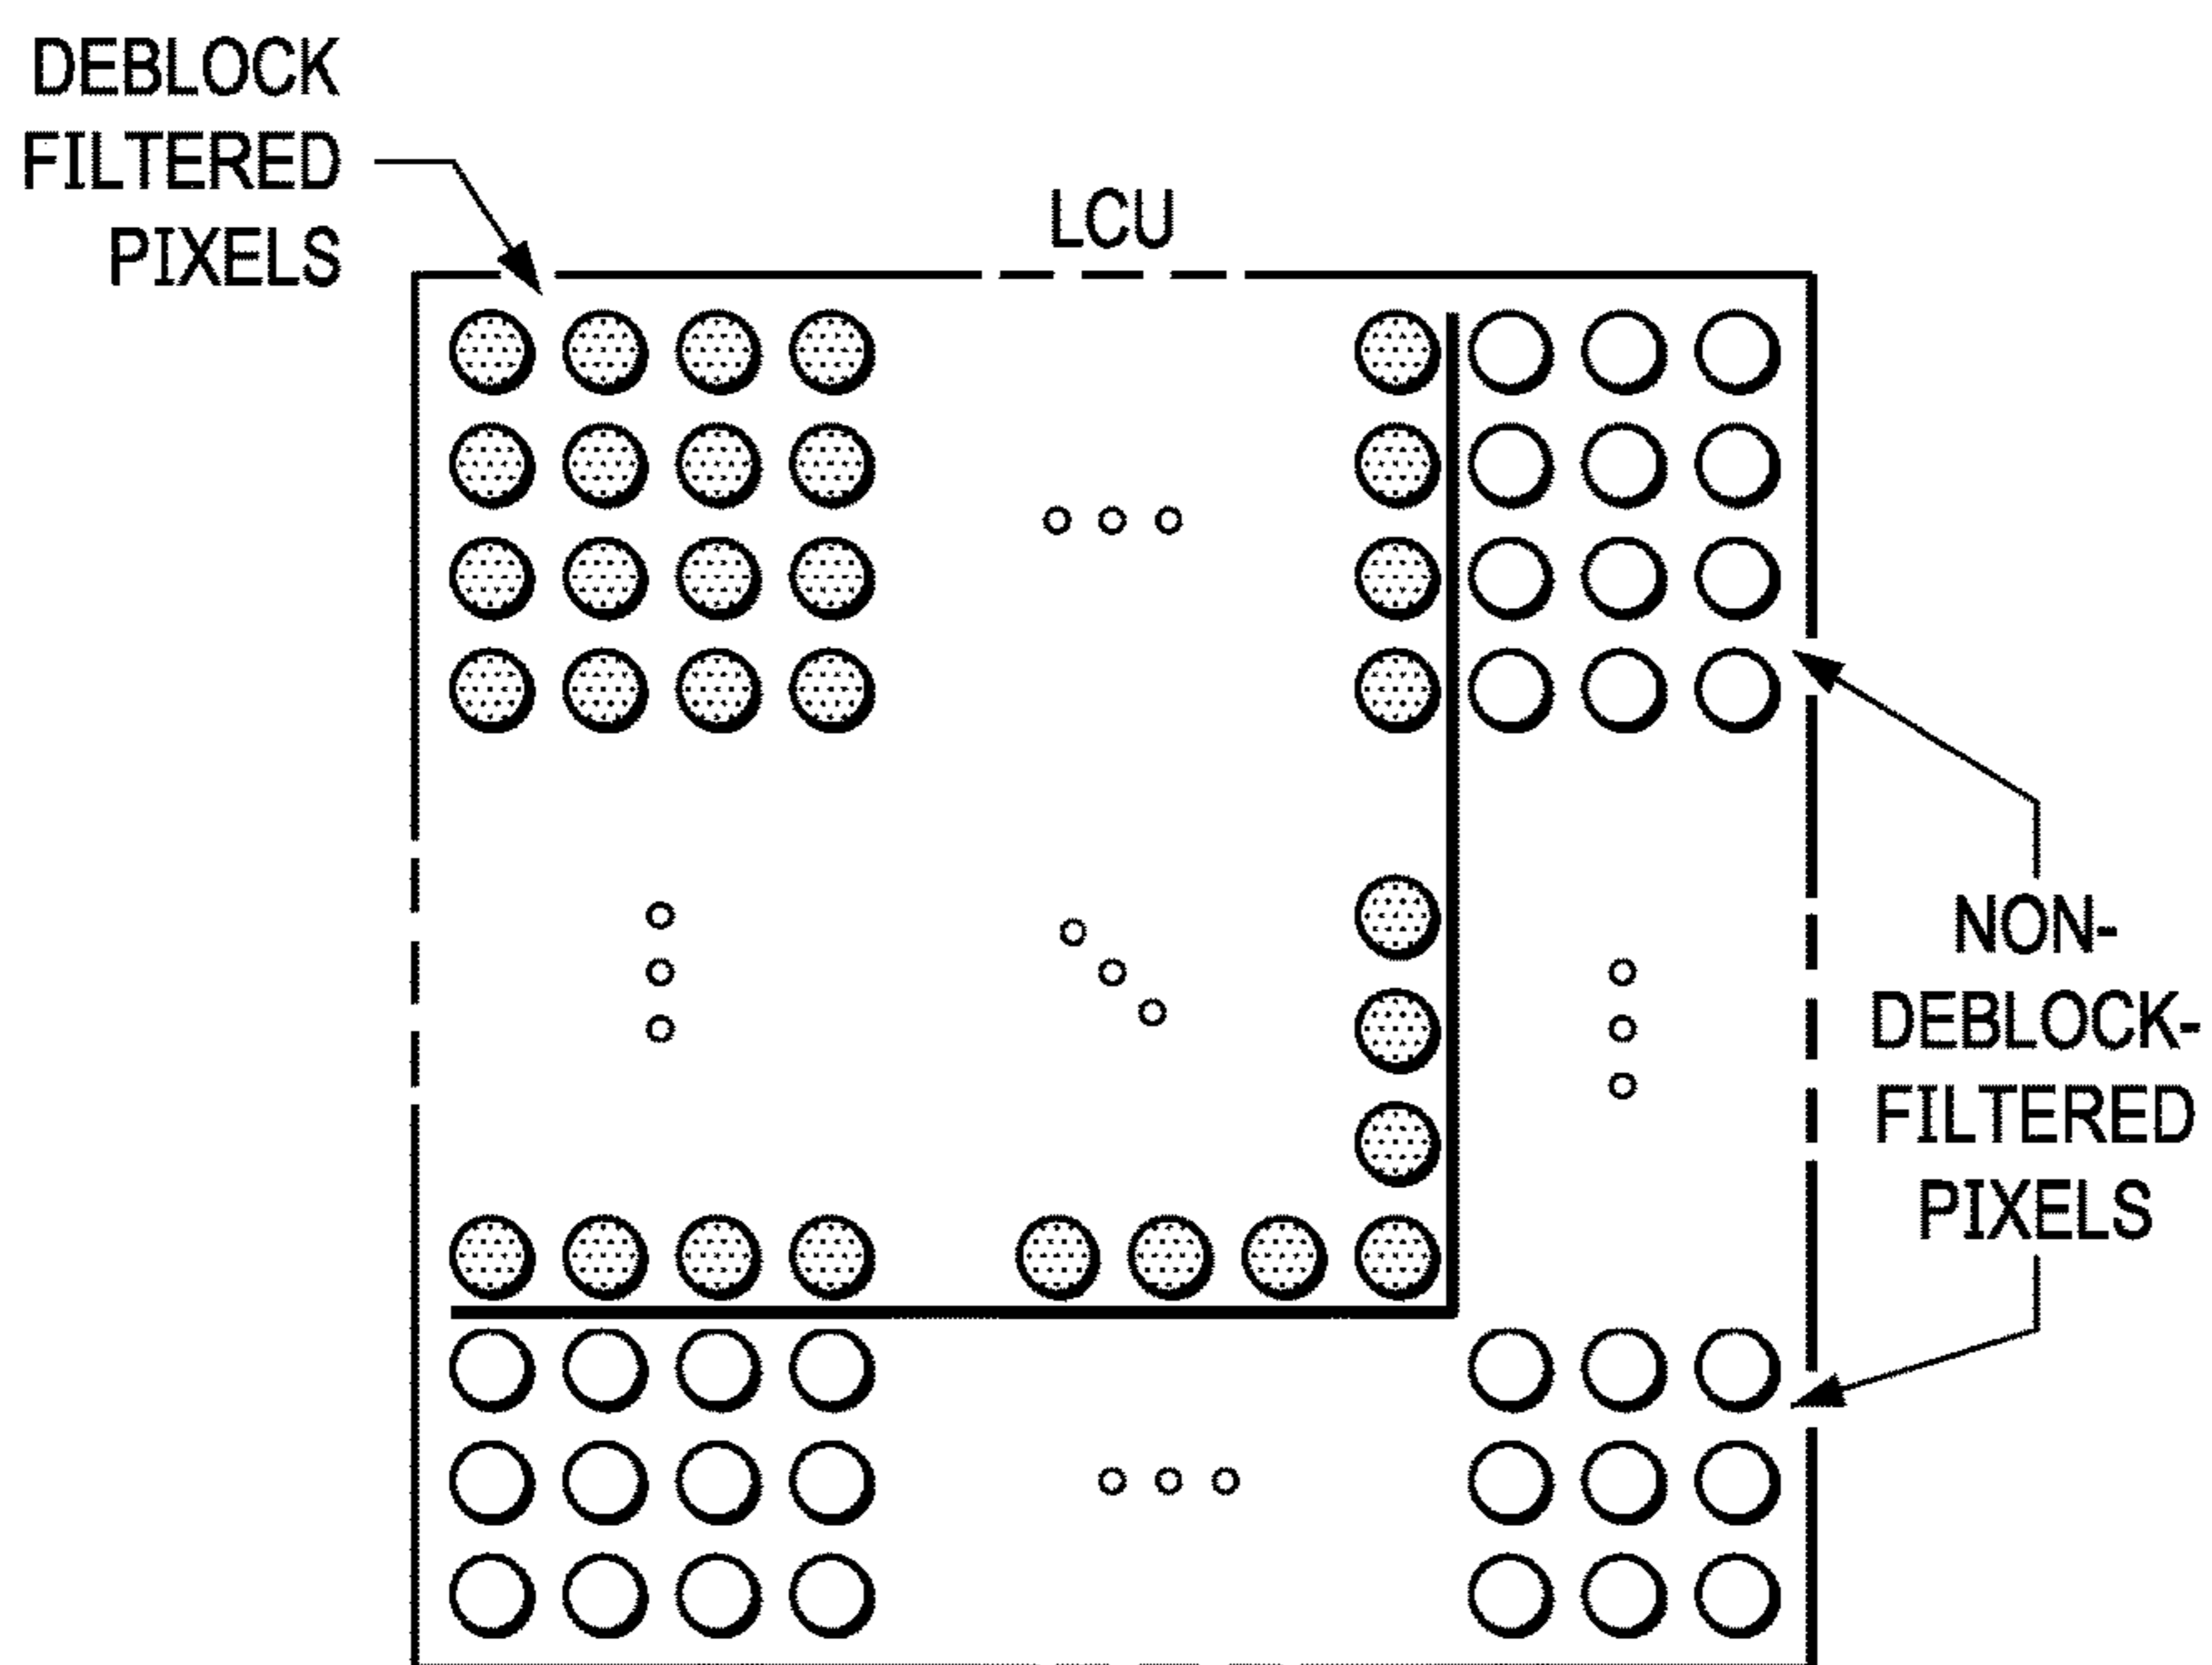 DEBLOCK
FILTERED
PIXELS
LCU
NON-
DEBLOCK-
FILTERED
PIXELS